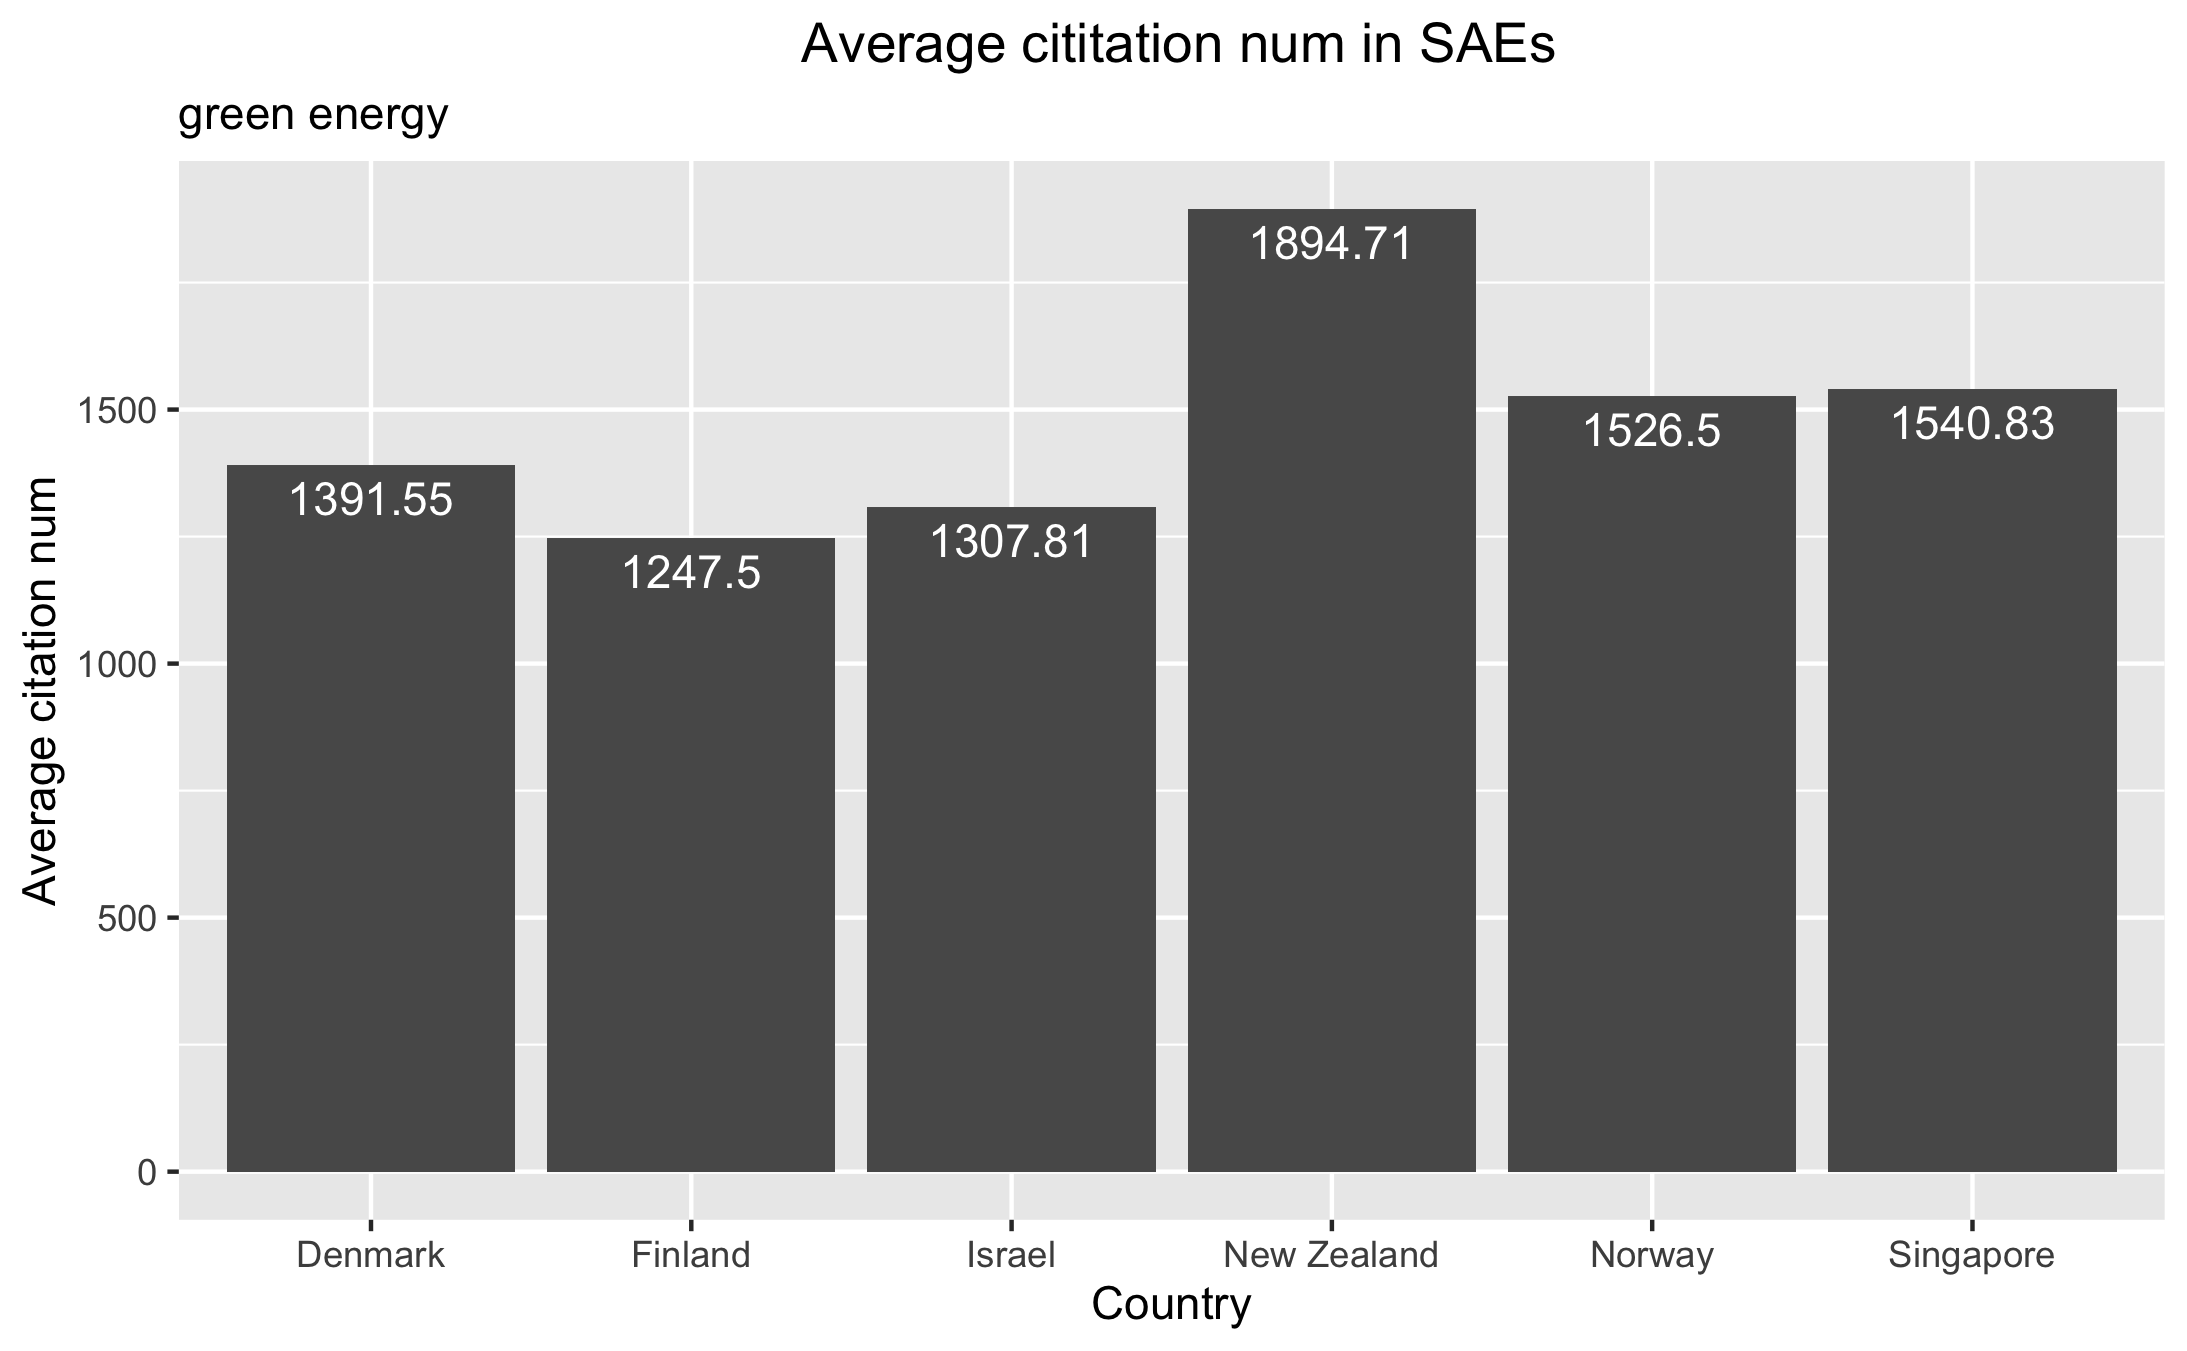 Average cititation num in SAEs
green energy
Average citation num
1500
1000
500
0
1391.55
1247.5
1307.81
1894.71
1526.5
1540.83
Denmark
Finland
Israel
New Zealand
Norway
Singapore
Country